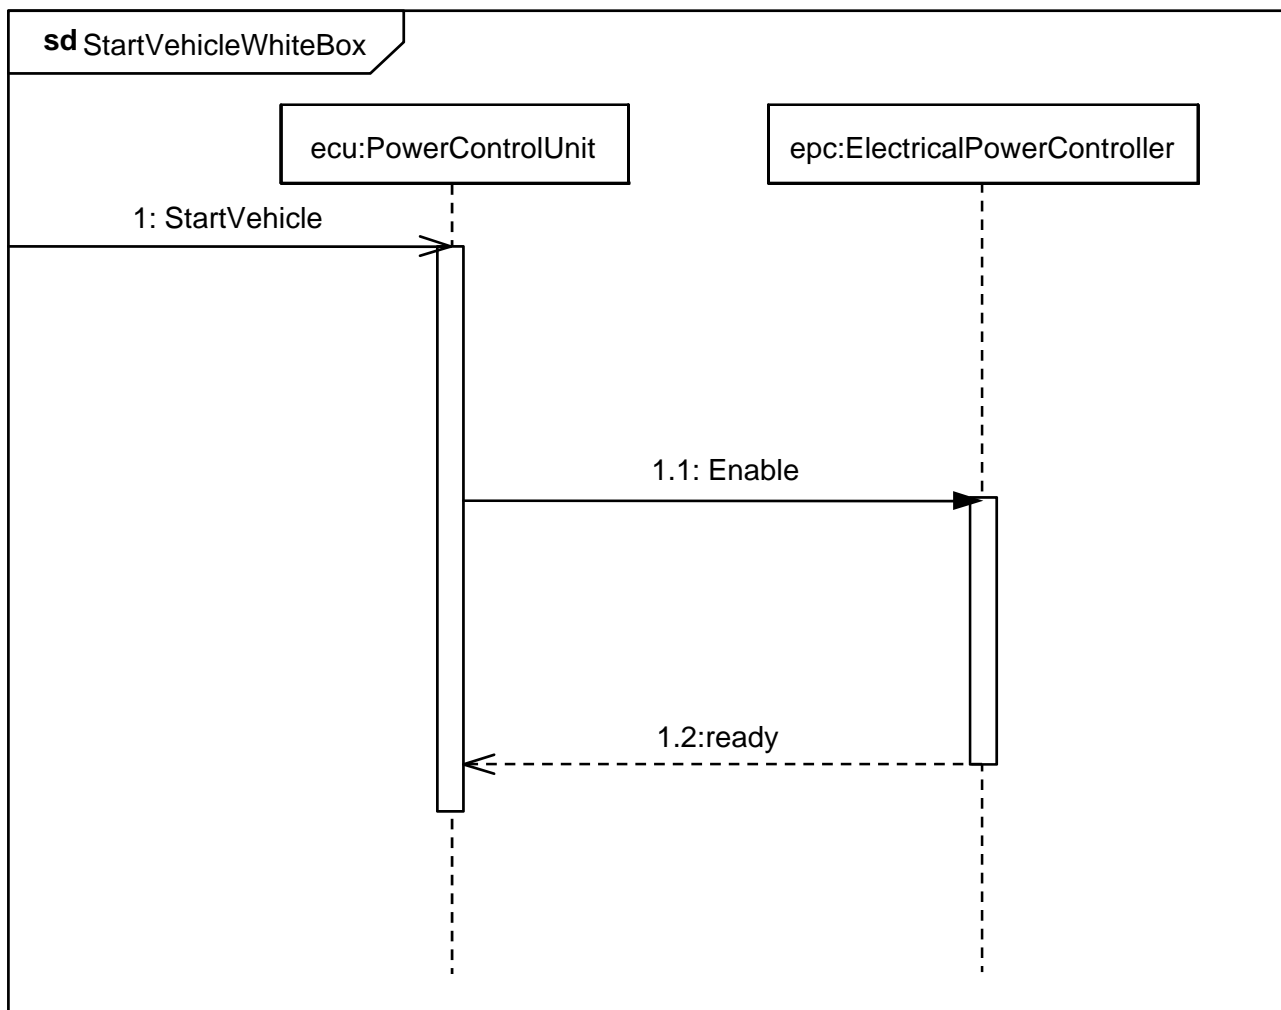 sd StartVehicleWhiteBox
ecu:PowerControlUnit
epc:ElectricalPowerController
1: StartVehicle
1.1: Enable
1.2:ready